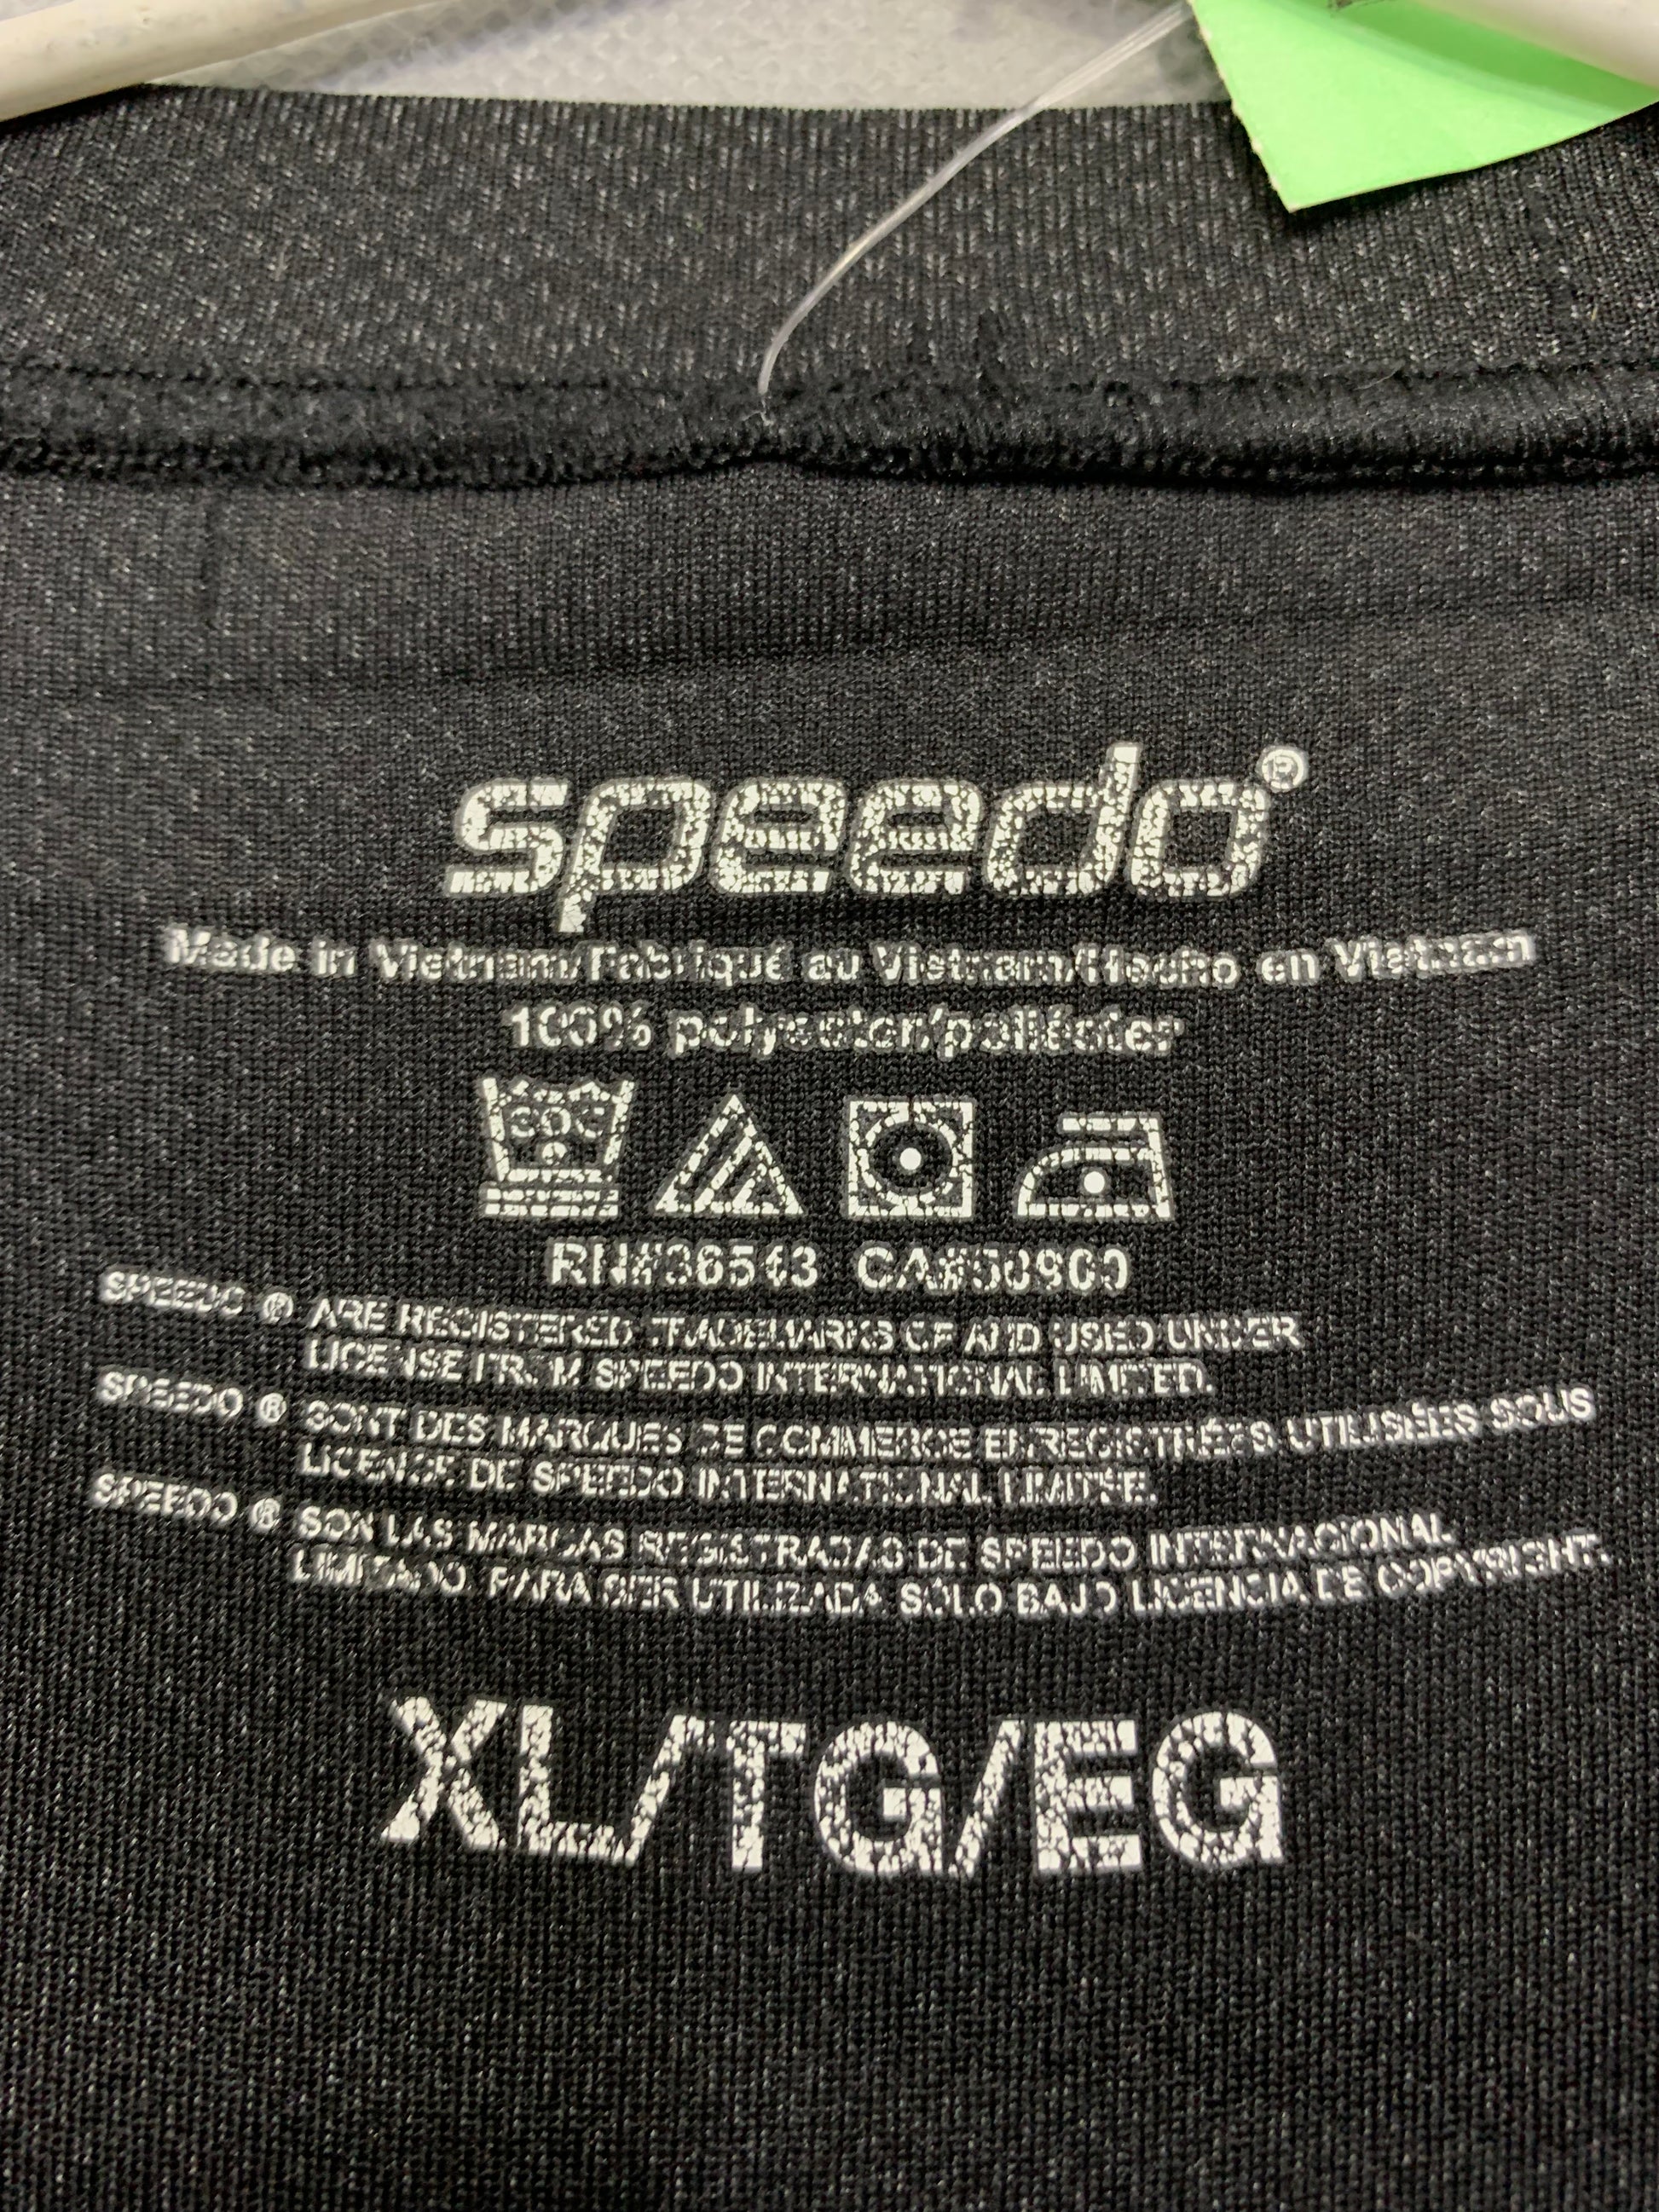 speedo®
Made in Vietnam/Fabriqué au Vietnam/Hecho en Vietnam
100% polyester/poliéster
30C
RN#36543 CA#50900
SPEEDO ® ARE REGISTERED TRADEMARKS OF AND USED UNDER
LICENSE FROM SPEEDO INTERNATIONAL LIMITED.
SPEEDO ® SONT DES MARQUES DE COMMERCE ENREGISTRÉES UTILISÉES SOUS
LICENSE DE SPEEDO INTERNATIONAL LIMITÉE.
SPEEDO ® SON LAS MARCAS REGISTRADAS DE SPEEDO INTERNACIONAL
LIMITADO. PARA SER UTILIZADA SÓLO BAJO LICENCIA DE COPYRIGHT.
XL/TG/EG